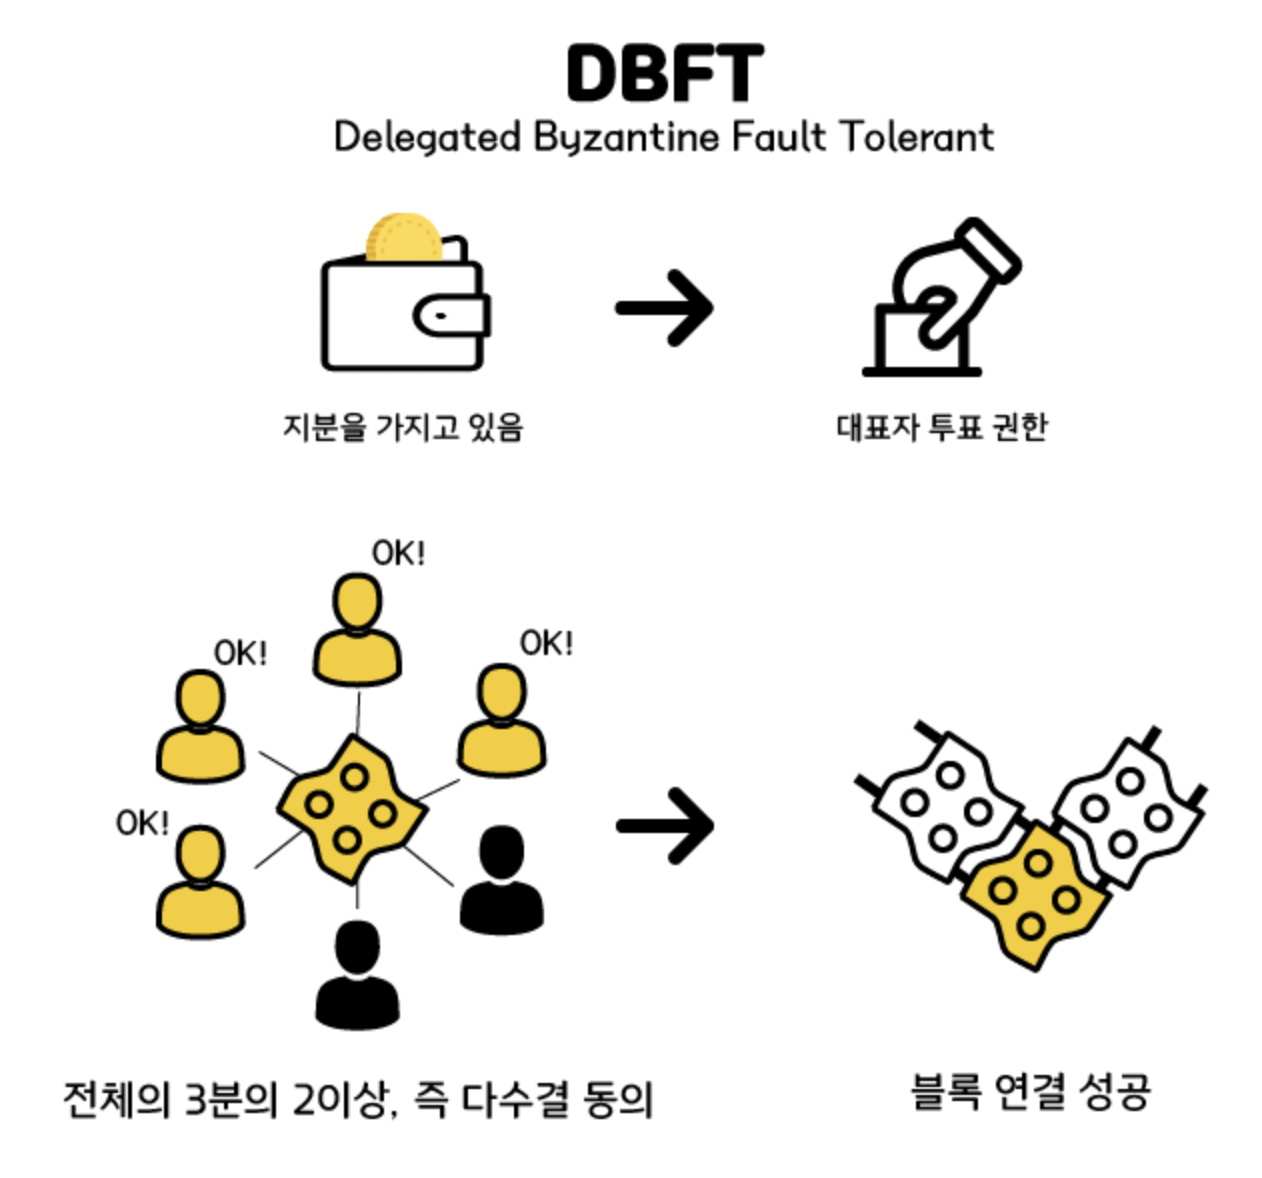 DBFT
Delegated Byzantine Fault Tolerant
지분을 가지고 있음
대표자 투표 권한
OK!
OK!
OK!
OK!
전체의 3분의 2이상, 즉 다수결 동의
블록 연결 성공